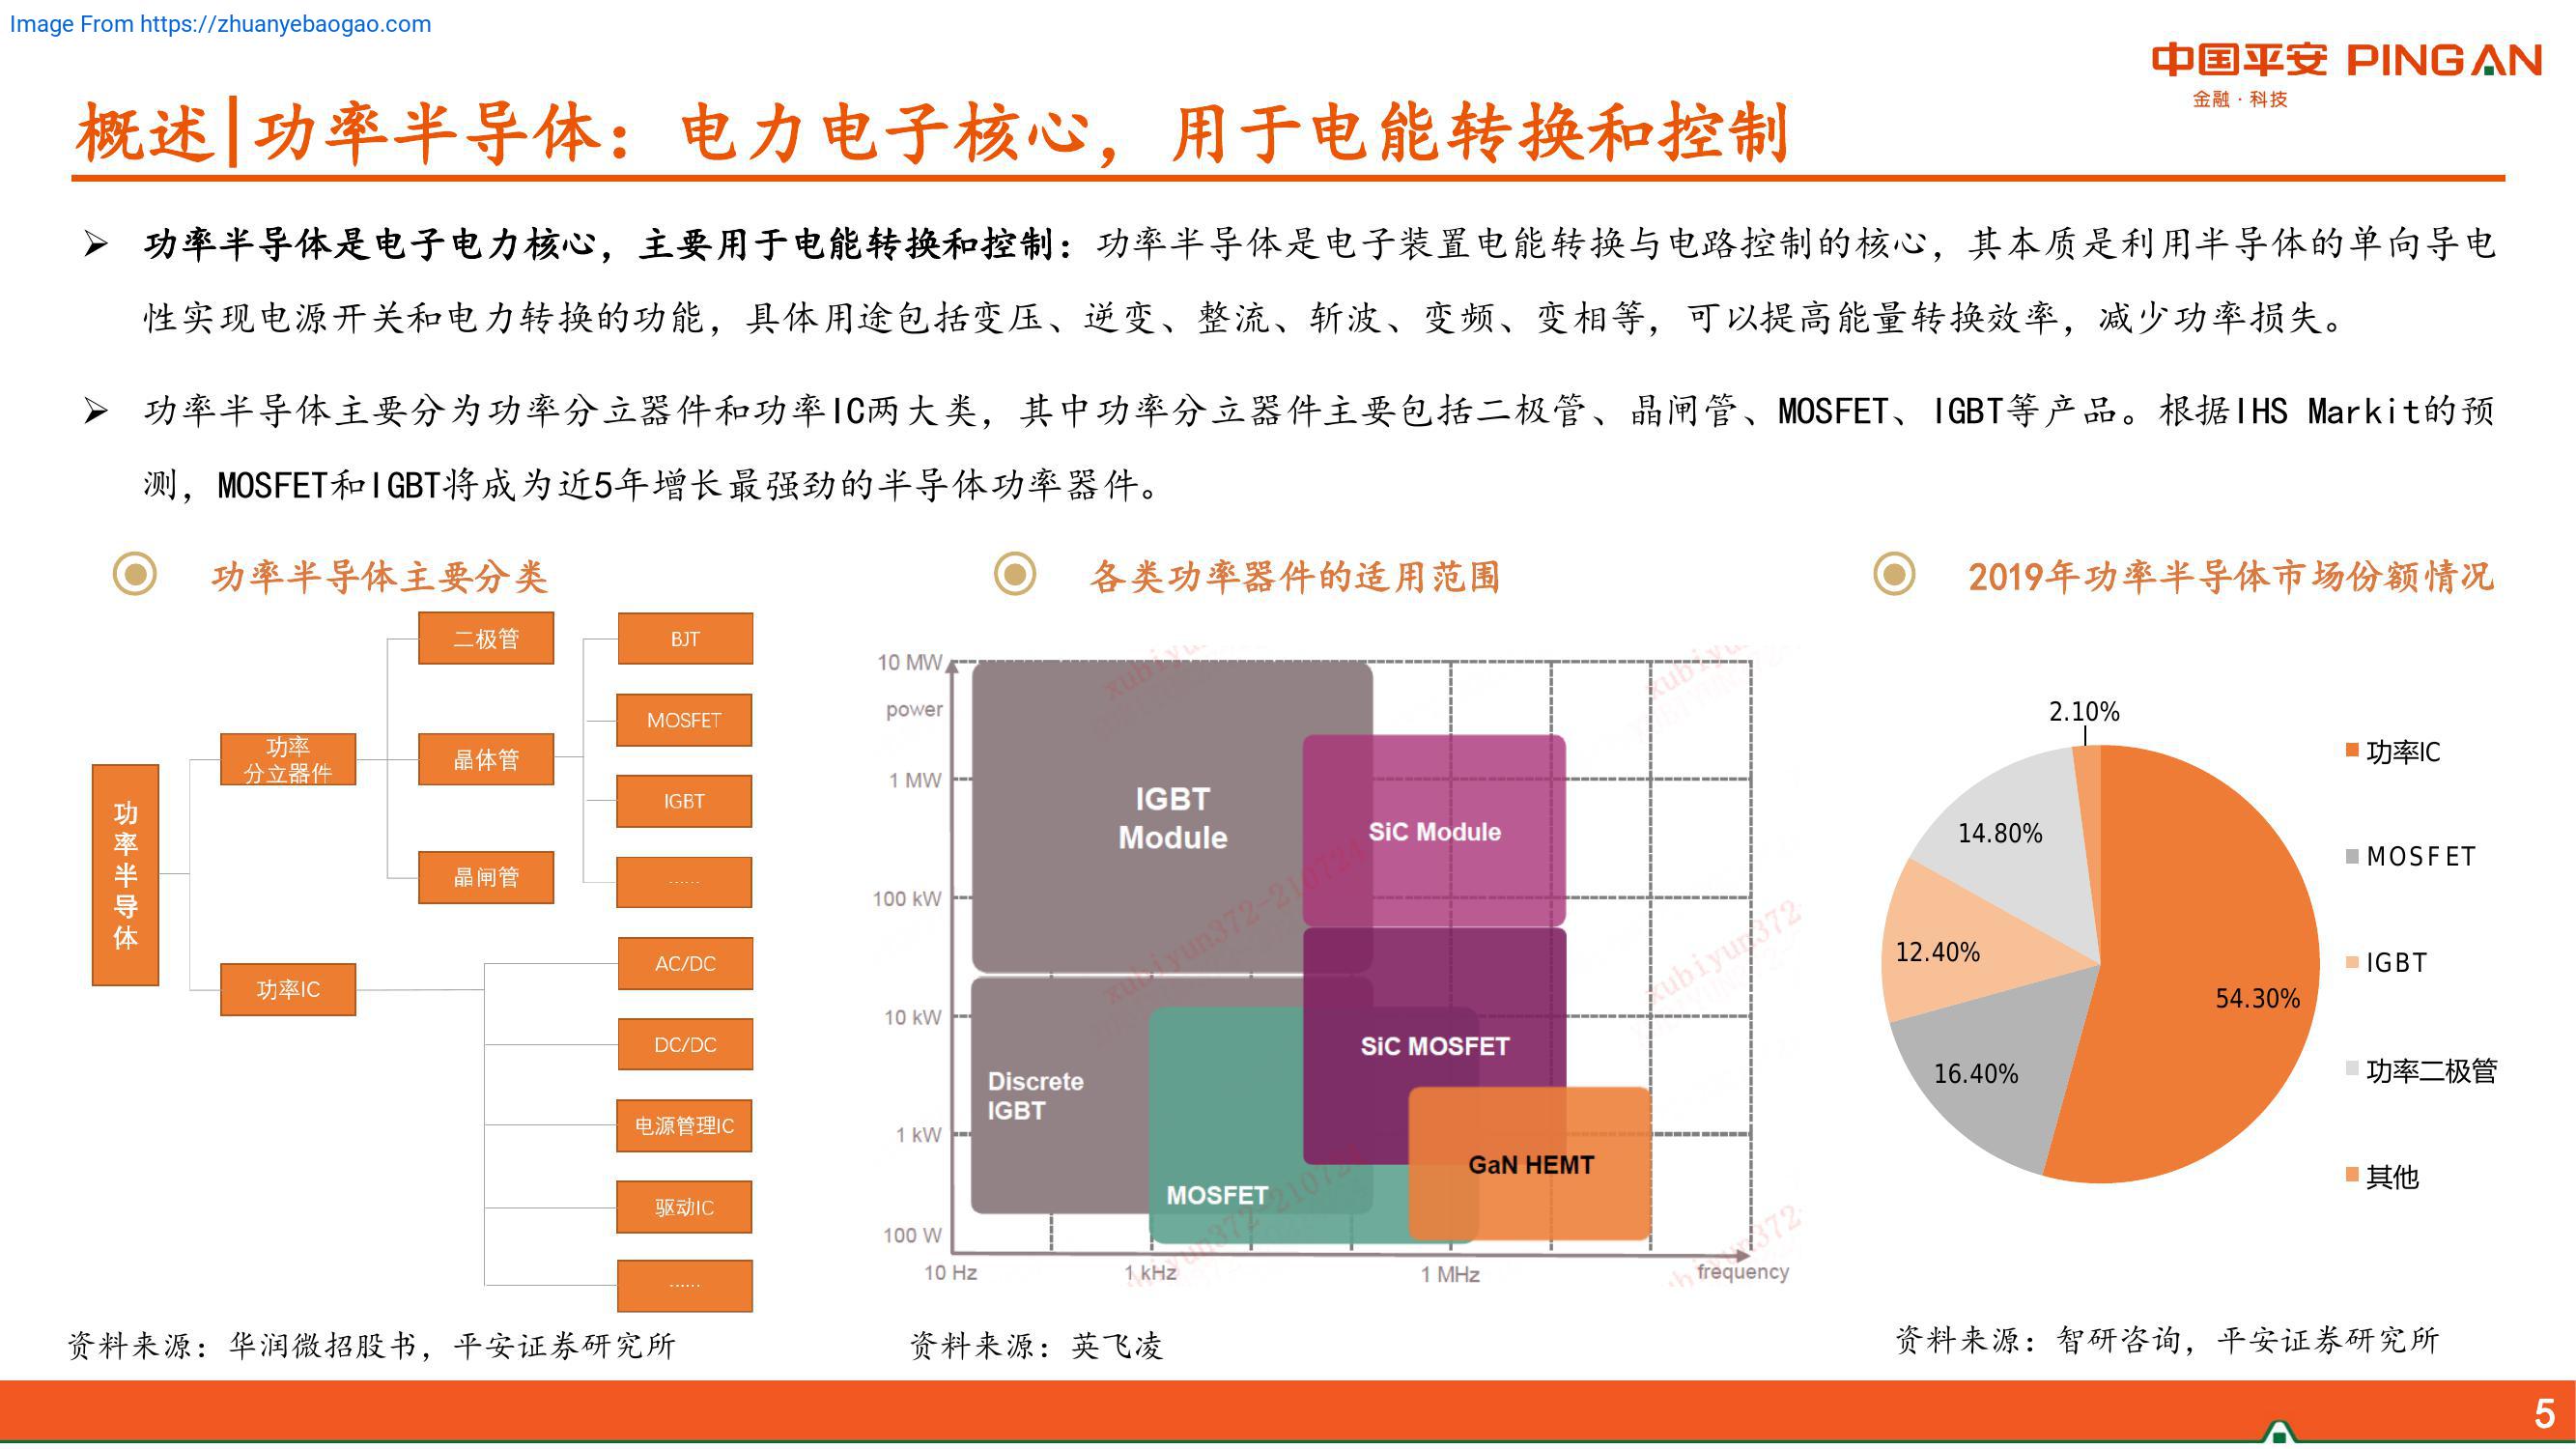 Image From https://zhuanyebaogao.com
中国平安 PINGAN
金融·科技
概述|功率半导体：电力电子核心，用于电能转换和控制
➢ 功率半导体是电子电力核心，主要用于电能转换和控制：功率半导体是电子装置电能转换与电路控制的核心，其本质是利用半导体的单向导电
性实现电源开关和电力转换的功能，具体用途包括变压、逆变、整流、斩波、变频、变相等，可以提高能量转换效率，减少功率损失。
➢ 功率半导体主要分为功率分立器件和功率IC两大类，其中功率分立器件主要包括二极管、晶闸管、MOSFET、IGBT等产品。根据IHS Markit的预
测，MOSFET和IGBT将成为近5年增长最强劲的半导体功率器件。
功率半导体主要分类
功率半导体
功率
分立器件
功率IC
二极管
晶体管
晶闸管
BJT
MOSFET
IGBT
......
AC/DC
DC/DC
电源管理IC
驱动IC
......
资料来源：华润微招股书，平安证券研究所
各类功率器件的适用范围
10 MW
power
1 MW
100 kW
10 kW
1 kW
100 W
10 Hz
1 kHz
1 MHz
frequency
IGBT
Module
SiC Module
Discrete
IGBT
SiC MOSFET
MOSFET
GaN HEMT
xubiyun372-210724
资料来源：英飞凌
2019年功率半导体市场份额情况
2.10%
14.80%
12.40%
16.40%
54.30%
功率IC
MOSFET
IGBT
功率二极管
其他
资料来源：智研咨询，平安证券研究所
5